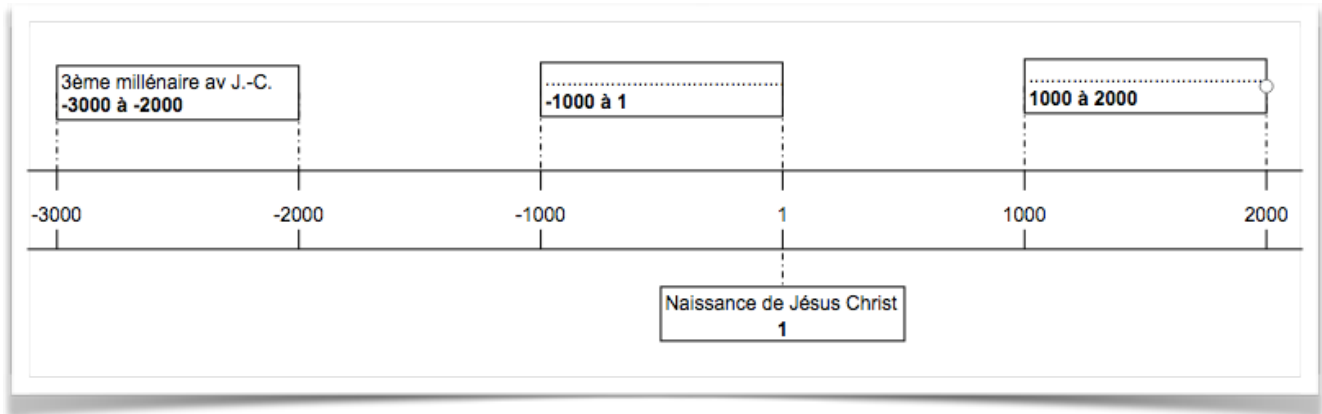 3ème millénaire av J.-C.
-3000 à -2000
..........................................................
-1000 à 1
..........................................................
1000 à 2000
-3000
-2000
-1000
1
1000
2000
Naissance de Jésus Christ
1